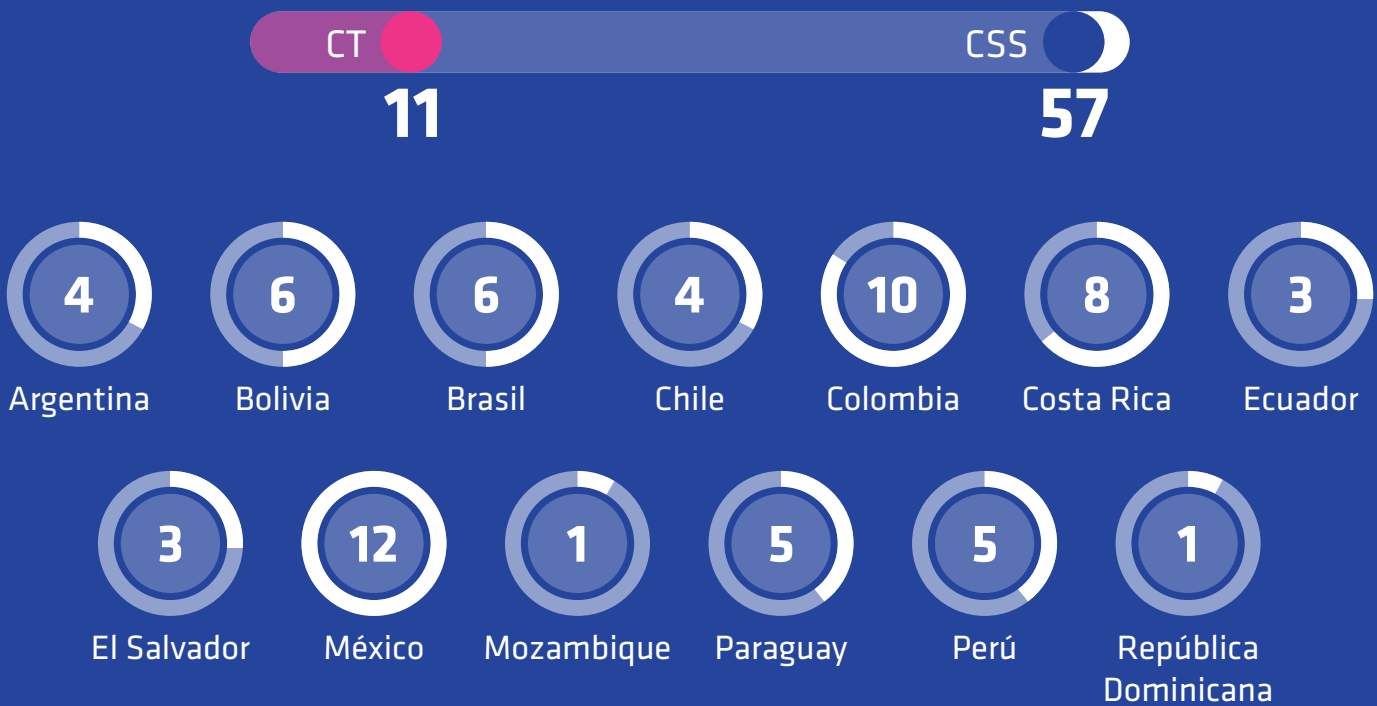 CT CSS
11 57
4 6 6 4 10 8 3
Argentina Bolivia Brasil Chile Colombia Costa Rica Ecuador
3 12 1 5 5 1
El Salvador México Mozambique Paraguay Perú República
Dominicana